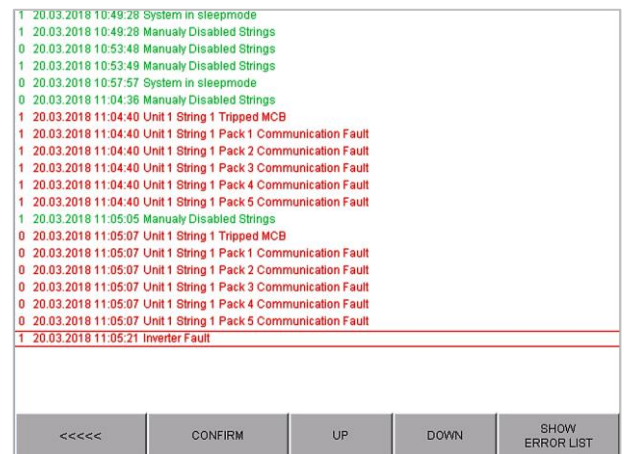 1 20.03.2018 10:49:28 System in sleepmode
1 20.03.2018 10:49:28 Manualy Disabled Strings
0 20.03.2018 10:53:48 Manualy Disabled Strings
1 20.03.2018 10:53:49 Manualy Disabled Strings
0 20.03.2018 10:57:57 System in sleepmode
0 20.03.2018 11:04:36 Manualy Disabled Strings
1 20.03.2018 11:04:40 Unit 1 String 1 Tripped MCB
1 20.03.2018 11:04:40 Unit 1 String 1 Pack 1 Communication Fault
1 20.03.2018 11:04:40 Unit 1 String 1 Pack 2 Communication Fault
1 20.03.2018 11:04:40 Unit 1 String 1 Pack 3 Communication Fault
1 20.03.2018 11:04:40 Unit 1 String 1 Pack 4 Communication Fault
1 20.03.2018 11:04:40 Unit 1 String 1 Pack 5 Communication Fault
1 20.03.2018 11:05:05 Manualy Disabled Strings
0 20.03.2018 11:05:07 Unit 1 String 1 Tripped MCB
0 20.03.2018 11:05:07 Unit 1 String 1 Pack 1 Communication Fault
0 20.03.2018 11:05:07 Unit 1 String 1 Pack 2 Communication Fault
0 20.03.2018 11:05:07 Unit 1 String 1 Pack 3 Communication Fault
0 20.03.2018 11:05:07 Unit 1 String 1 Pack 4 Communication Fault
0 20.03.2018 11:05:07 Unit 1 String 1 Pack 5 Communication Fault
1 20.03.2018 11:05:21 Inverter Fault
<<<<< CONFIRM UP DOWN SHOW
ERROR LIST